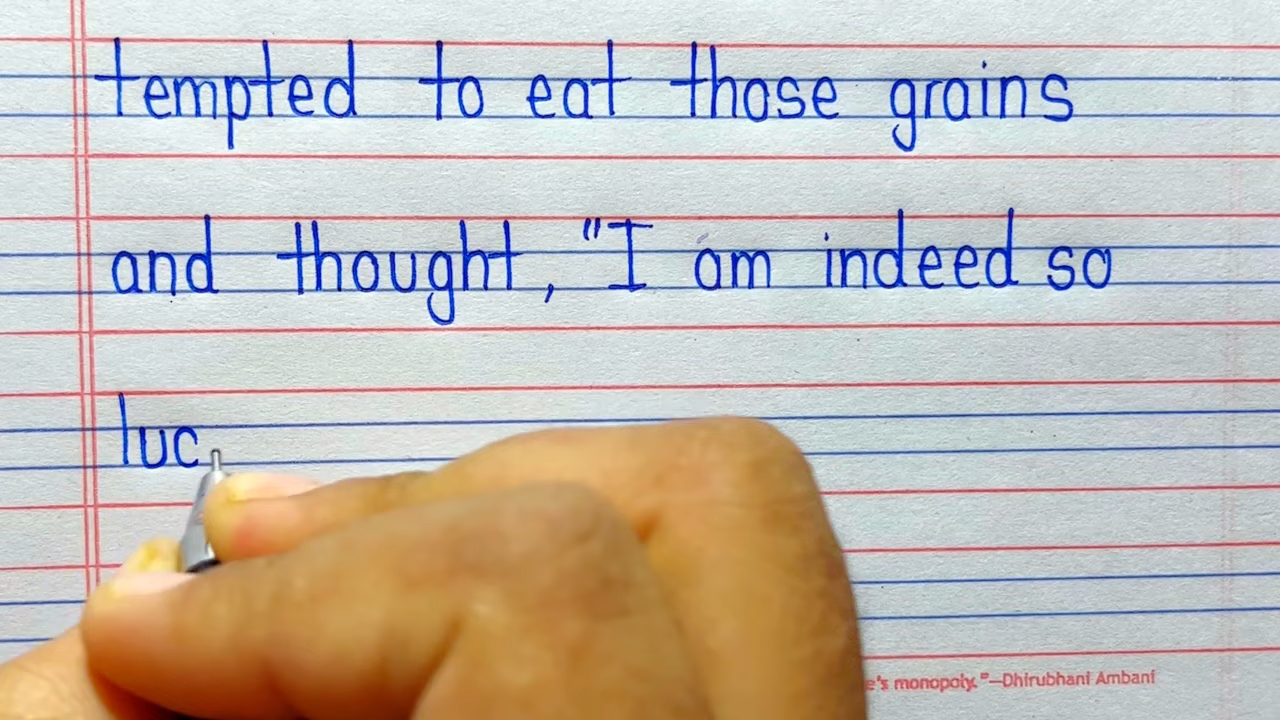 tempted to eat those grains
and thought, "I am indeed so
luc
e's monopoly."—Dhirubhani Ambani